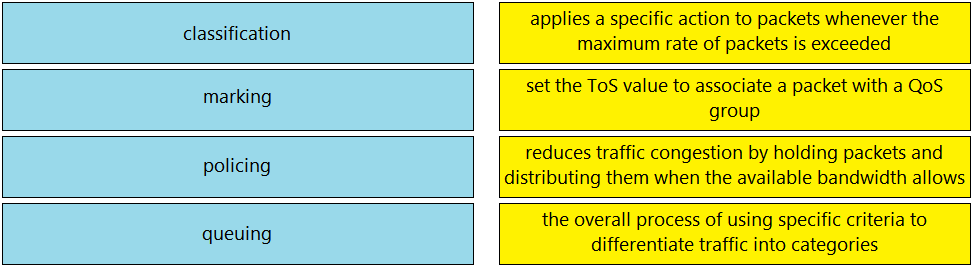 classification
applies a specific action to packets whenever the
maximum rate of packets is exceeded
marking
set the ToS value to associate a packet with a QoS
group
policing
reduces traffic congestion by holding packets and
distributing them when the available bandwidth allows
queuing
the overall process of using specific criteria to
differentiate traffic into categories